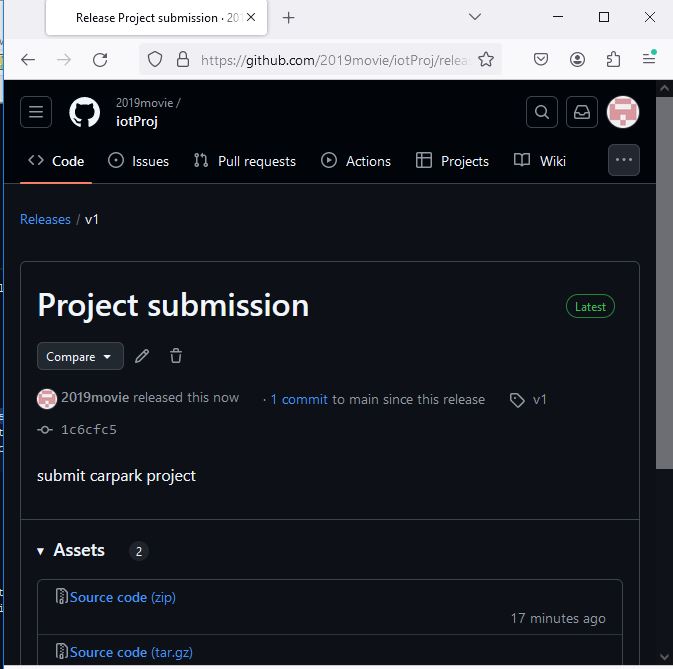 Release Project submission · 20
https://github.com/2019movie/iotProj/relea
2019movie /
iotProj
Code Issues Pull requests Actions Projects Wiki
Releases / v1
Project submission
Latest
Compare
2019movie released this now · 1 commit to main since this release v1
1c6cfc5
submit carpark project
Assets 2
Source code (zip)
17 minutes ago
Source code (tar.gz)